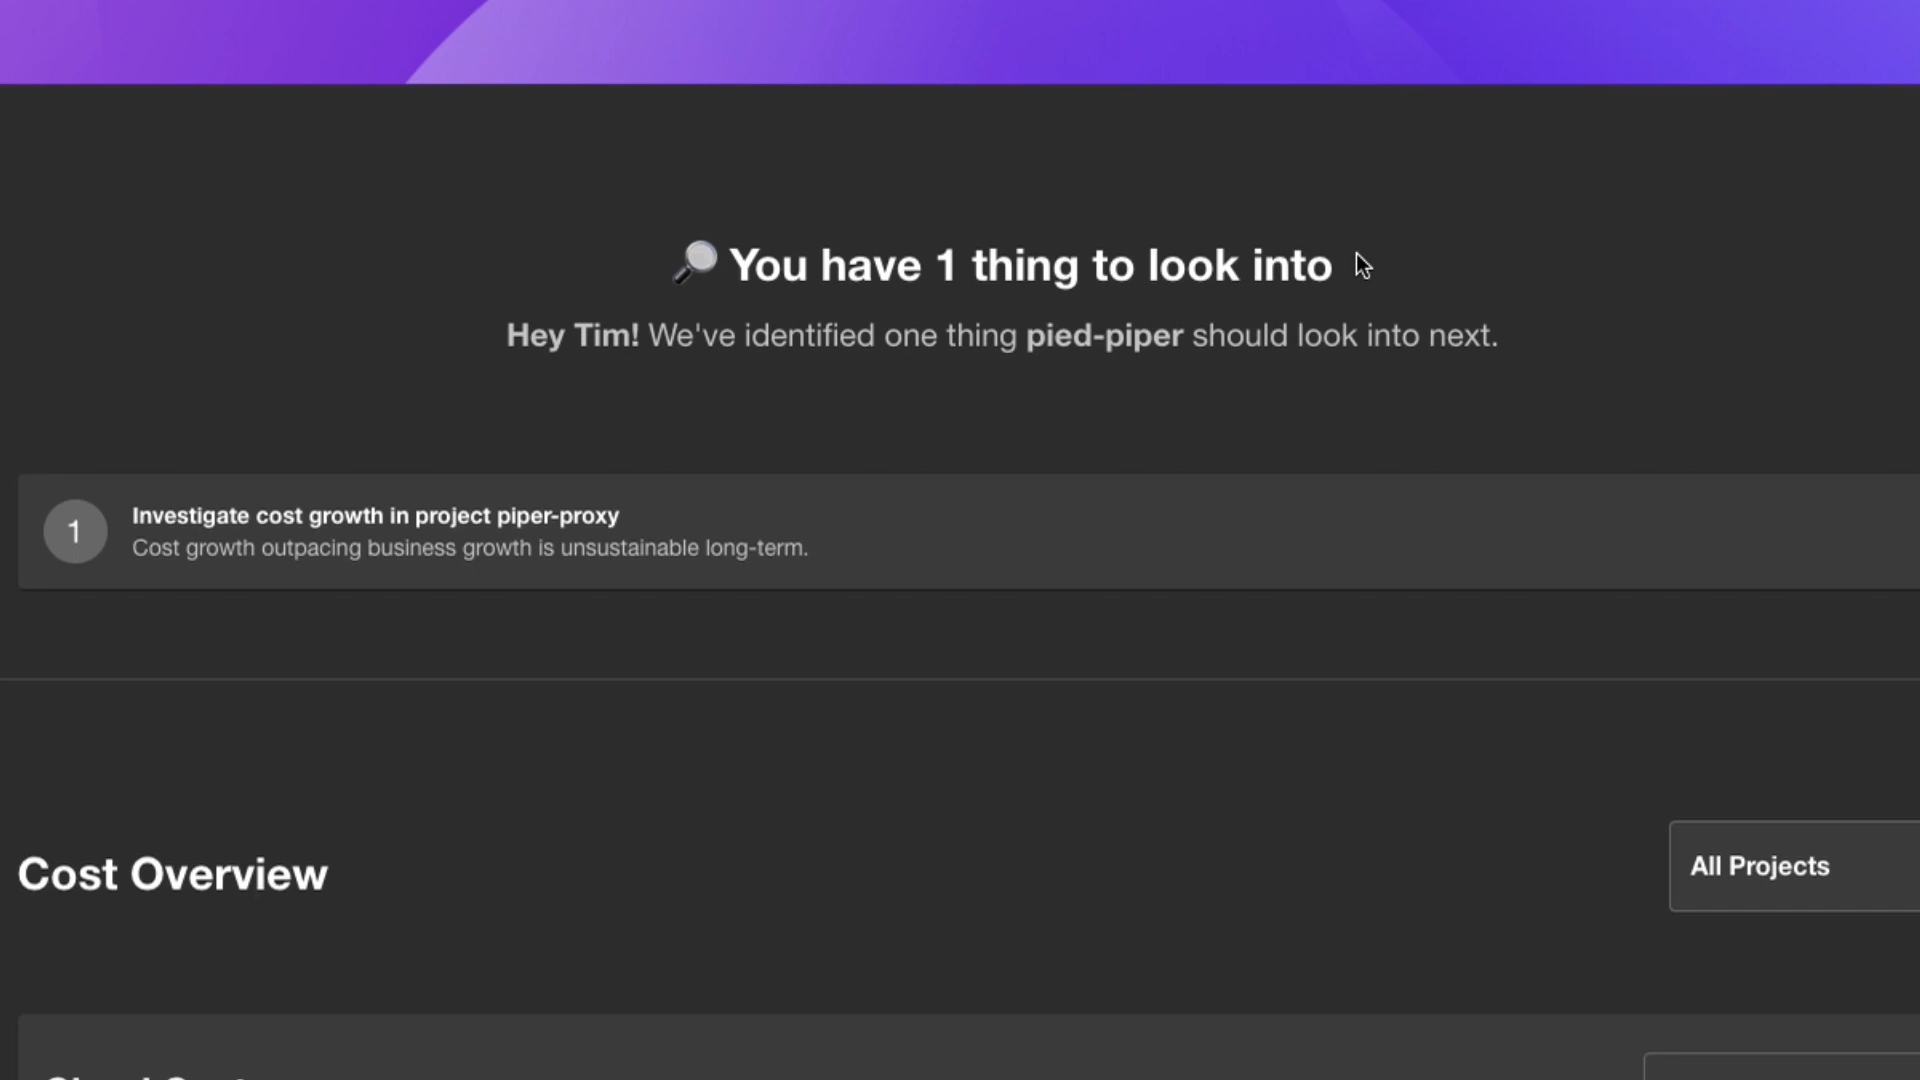 You have 1 thing to look into
Hey Tim! We've identified one thing pied-piper should look into next.
1
Investigate cost growth in project piper-proxy
Cost growth outpacing business growth is unsustainable long-term.
Cost Overview
All Projects